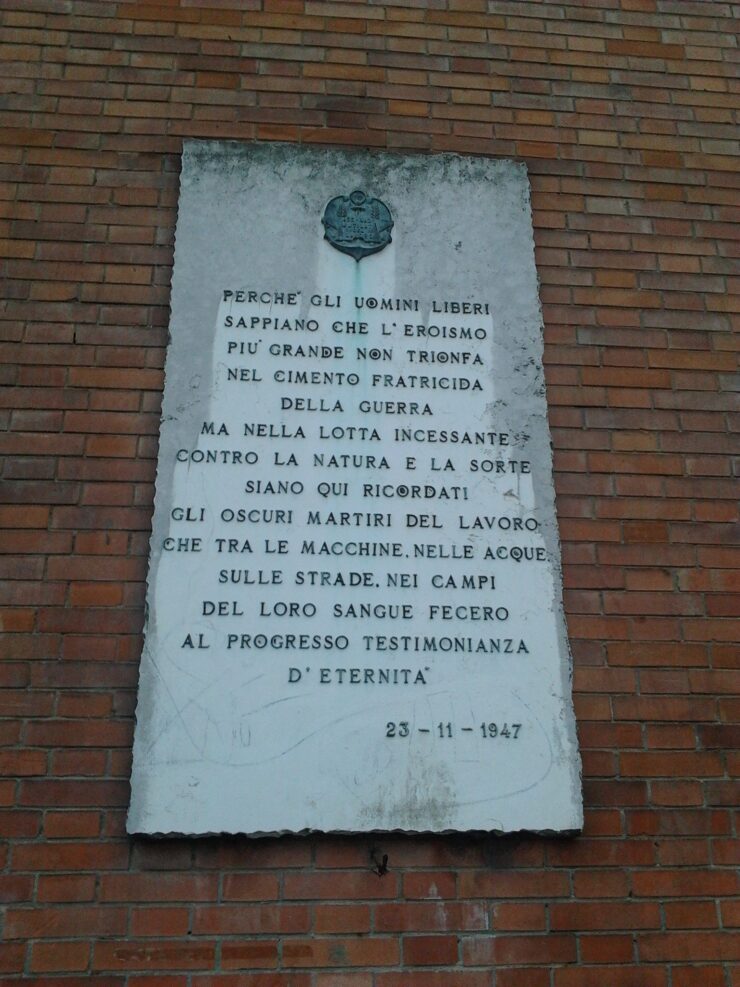 PERCHE' GLI UOMINI LIBERI
SAPPIANO CHE L'EROISMO
PIU' GRANDE NON TRIONFA
NEL CIMENTO FRATRICIDA
DELLA GUERRA
MA NELLA LOTTA INCESSANTE
CONTRO LA NATURA E LA SORTE
SIANO QUI RICORDATI
GLI OSCURI MARTIRI DEL LAVORO
CHE TRA LE MACCHINE, NELLE ACQUE
SULLE STRADE, NEI CAMPI
DEL LORO SANGUE FECERO
AL PROGRESSO TESTIMONIANZA
D'ETERNITA'
23-11-1947